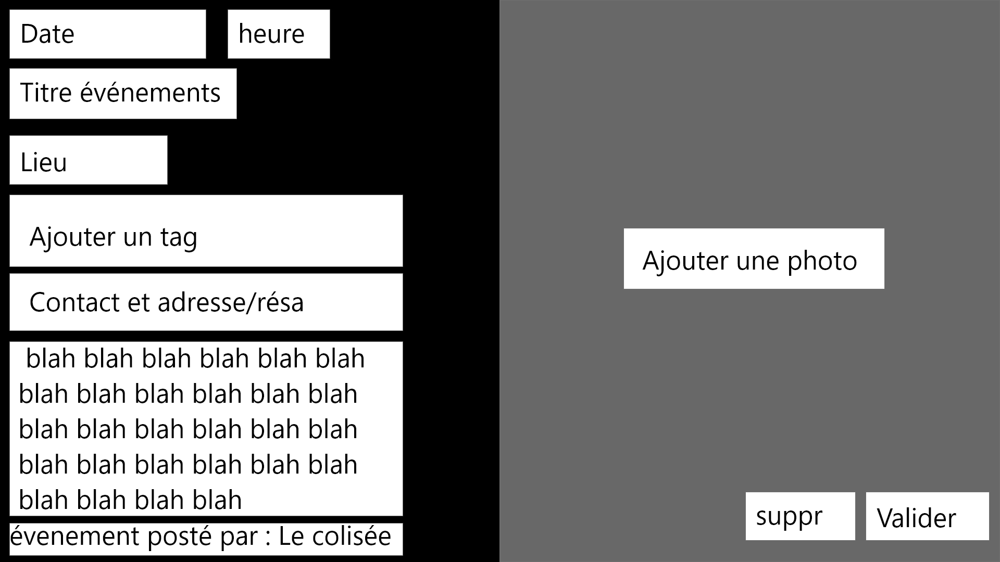 Date
heure
Titre événements
Lieu
Ajouter un tag
Contact et adresse/résa
blah blah blah blah blah blah
blah blah blah blah blah blah
blah blah blah blah blah blah
blah blah blah blah blah blah
blah blah blah blah
évenement posté par : Le colisée
Ajouter une photo
suppr
Valider